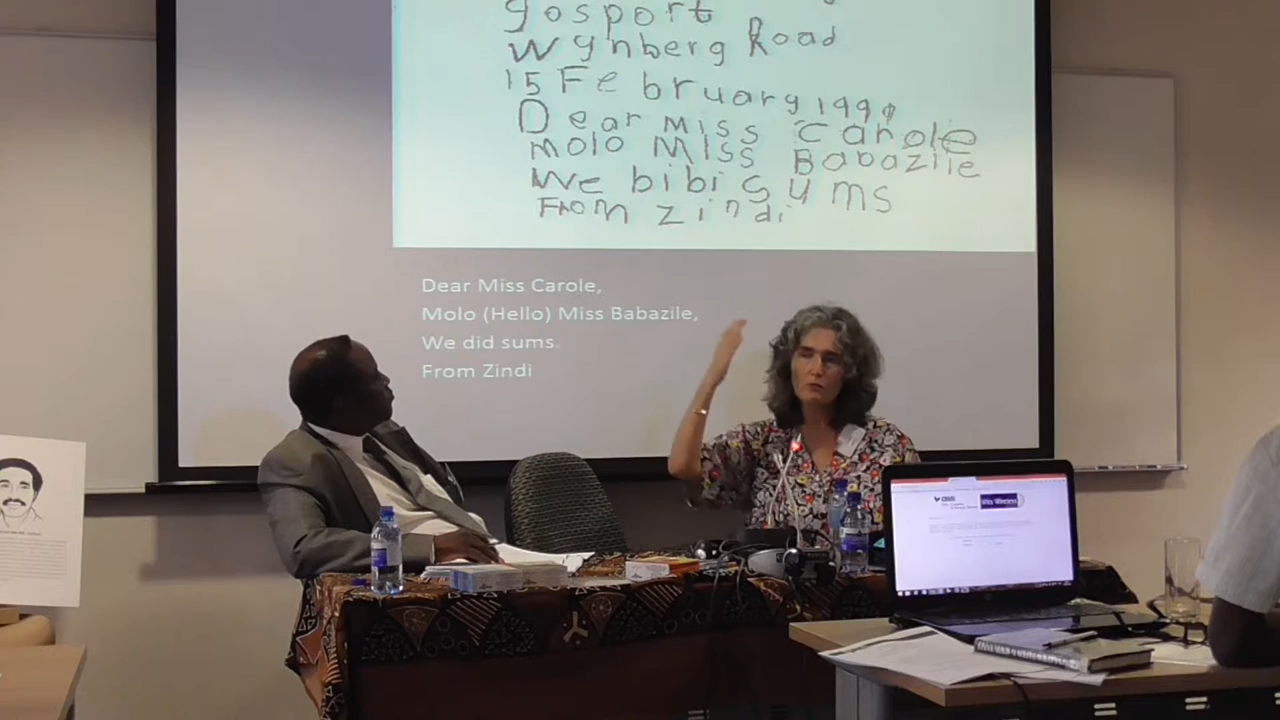 gosport
Wynberg Road
15 February 1999
Dear Miss Carole
molo Miss Babazile
We bibi sums
From zindi
Dear Miss Carole,
Molo (Hello) Miss Babazile,
We did sums.
From Zindi